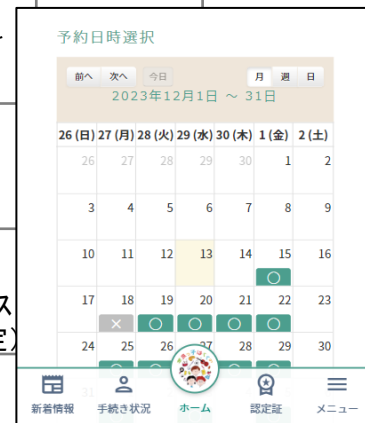 予約日時選択
前へ 次へ 今日 月 週 日
2023年12月1日 ～ 31日
26 (日) 27 (月) 28 (火) 29 (水) 30 (木) 1 (金) 2 (土)
26 27 28 29 30 1 2
3 4 5 6 7 8 9
10 11 12 13 14 15 16
○
17 18 19 20 21 22 23
× ○ ○ ○ ○
ス
定)
24 25 26 27 28 29 30
31
新着情報 手続き状況 ホーム 認定証 メニュー